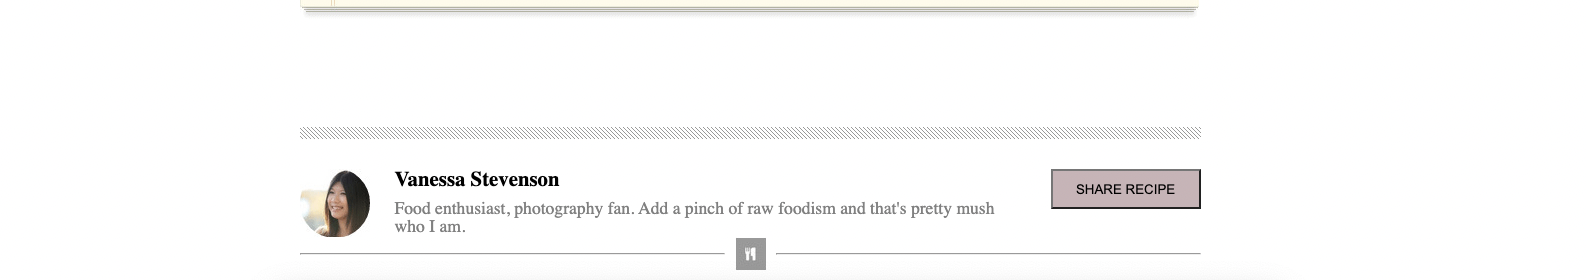 Vanessa Stevenson
SHARE RECIPE
Food enthusiast, photography fan. Add a pinch of raw foodism and that's pretty mush
who I am.